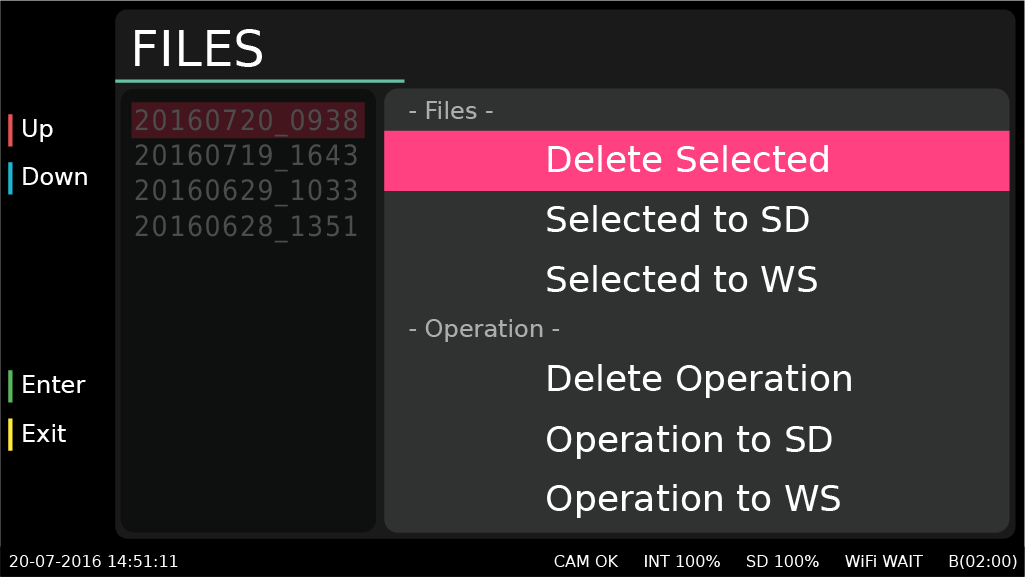 FILES
Up
Down
Enter
Exit
20160720_0938
20160719_1643
20160629_1033
20160628_1351
- Files -
Delete Selected
Selected to SD
Selected to WS
- Operation -
Delete Operation
Operation to SD
Operation to WS
20-07-2016 14:51:11 CAM OK INT 100% SD 100% WiFi WAIT B(02:00)